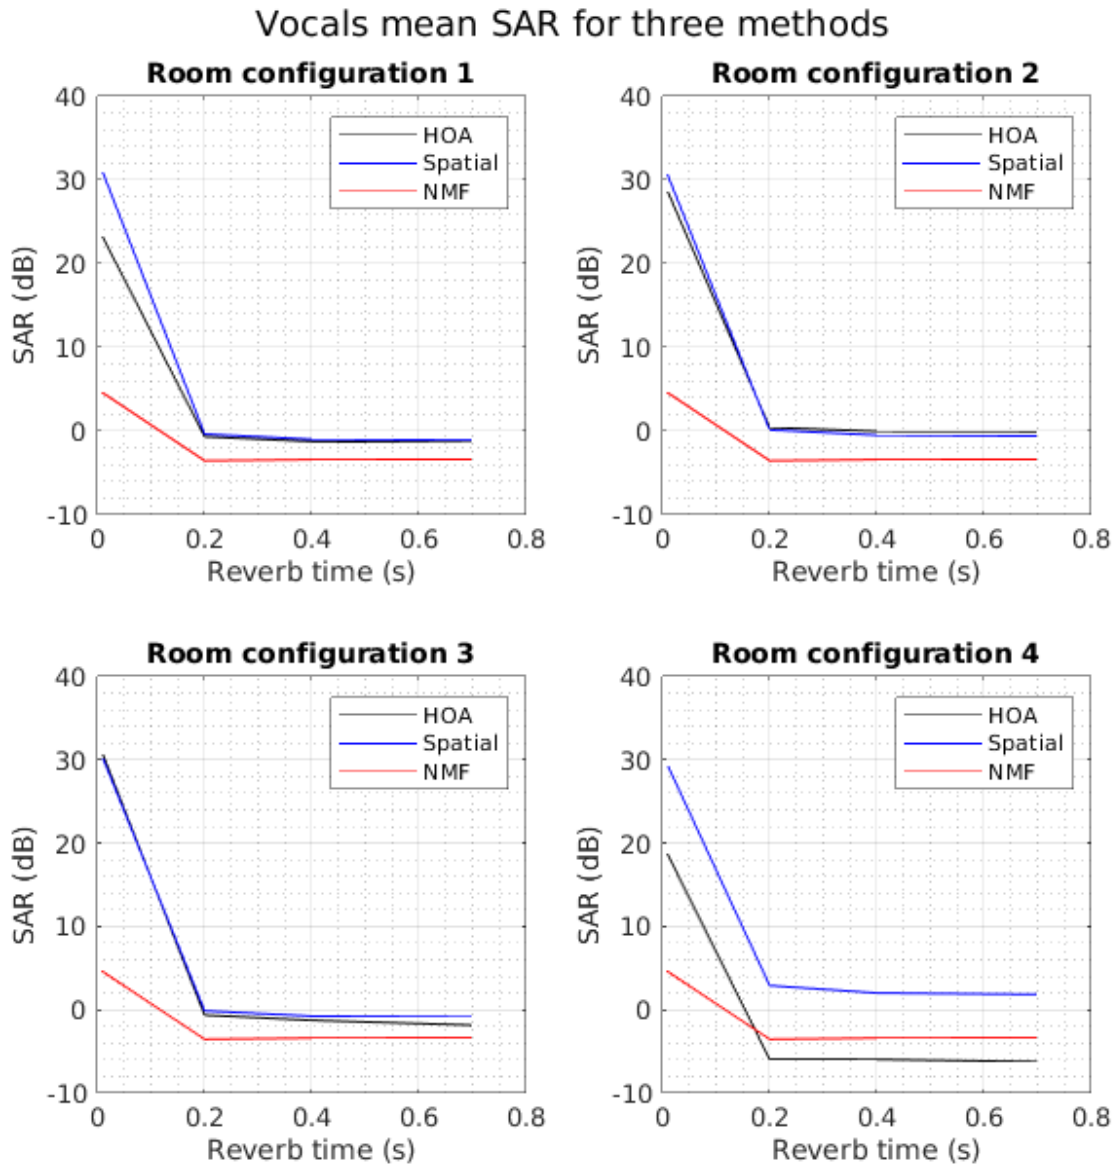 Vocals mean SAR for three methods
Room configuration 1
40
30
20
10
0
-10
SAR (dB)
HOA
Spatial
NMF
0 0.2 0.4 0.6 0.8
Reverb time (s)
Room configuration 2
40
30
20
10
0
-10
SAR (dB)
HOA
Spatial
NMF
0 0.2 0.4 0.6 0.8
Reverb time (s)
Room configuration 3
40
30
20
10
0
-10
SAR (dB)
HOA
Spatial
NMF
0 0.2 0.4 0.6 0.8
Reverb time (s)
Room configuration 4
40
30
20
10
0
-10
SAR (dB)
HOA
Spatial
NMF
0 0.2 0.4 0.6 0.8
Reverb time (s)